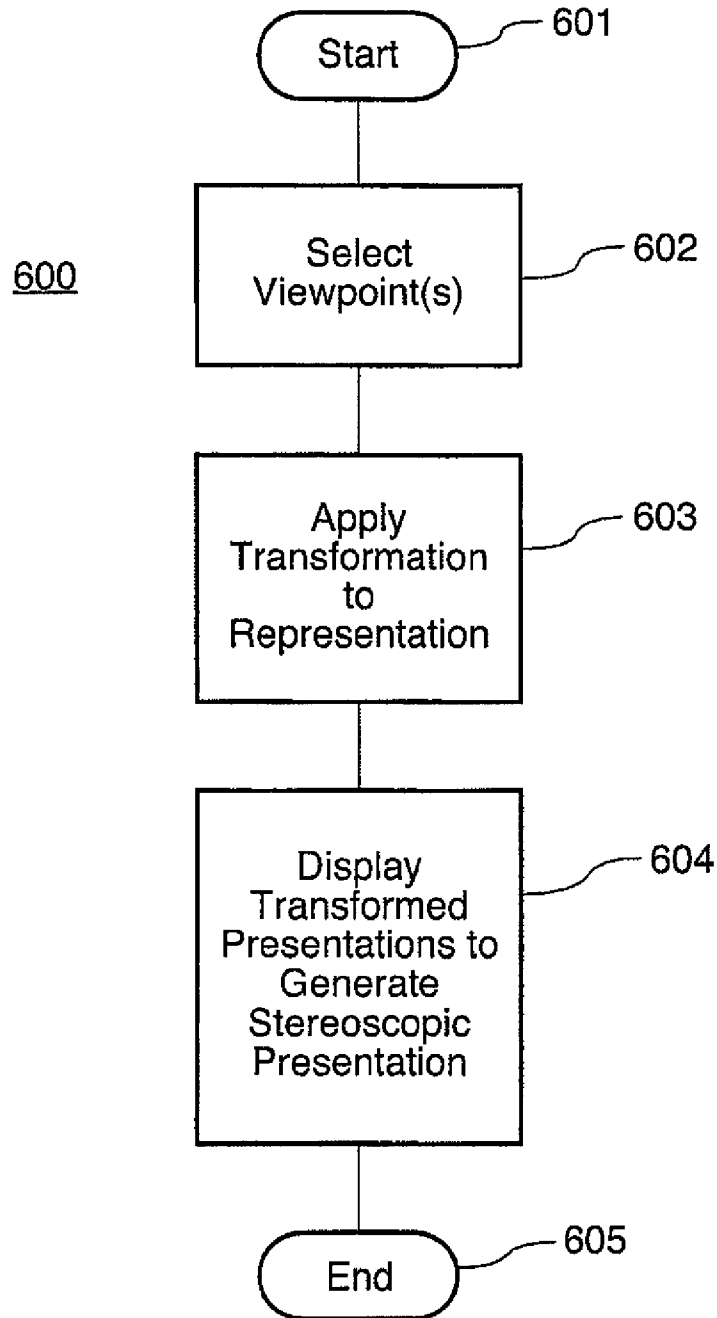 Start
601
600
Select
Viewpoint(s)
602
Apply
Transformation
to
Representation
603
Display
Transformed
Presentations to
Generate
Stereoscopic
Presentation
604
End
605